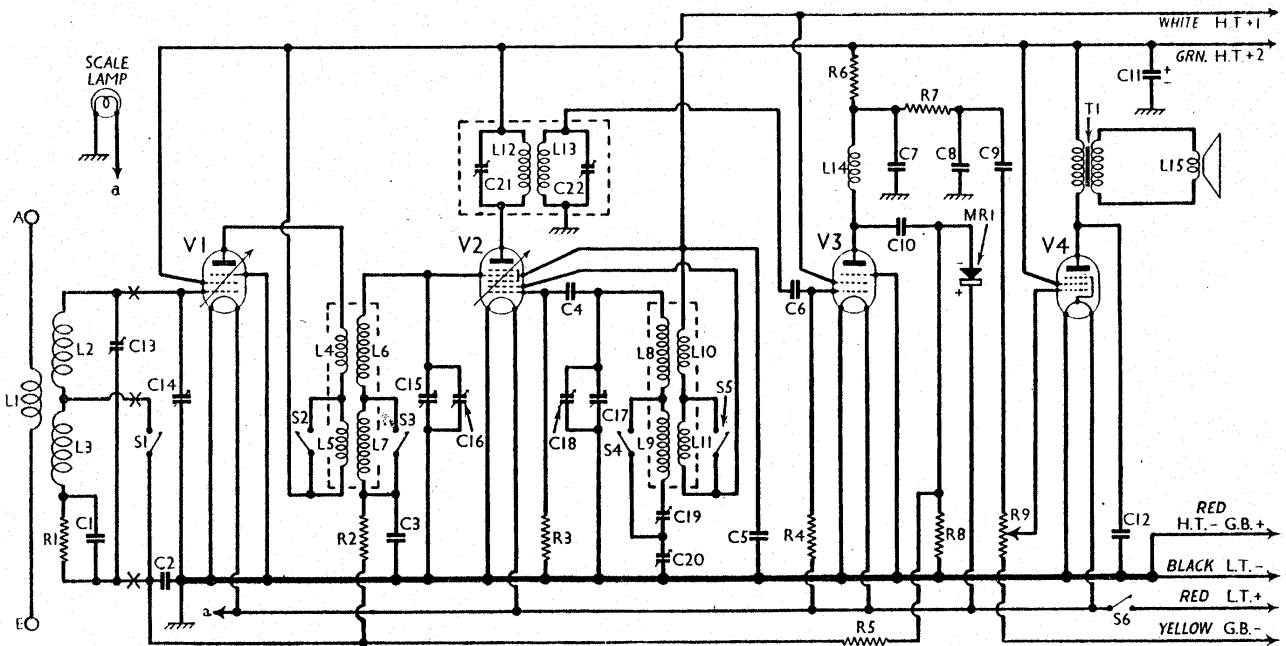 WHITE H.T.+1
GRN. H.T.+2
SCALE LAMP
a
A
E
L1
L2
L3
R1
C1
C13
S1
C2
C14
V1
a
L4
L5
S2
L6
L7
S3
R2
C3
C15
C16
L12
C21
L13
C22
V2
C4
R3
C18
C17
S4
L8
L9
L10
L11
S5
C19
C20
C5
C6
R4
V3
R6
R7
L14
C7
C8
C9
C10
MR1
- +
R5
R8
R9
V4
T1
L15
C11
+ -
C12
S6
RED H.T.- G.B.+
BLACK L.T.-
RED L.T.+
YELLOW G.B.-